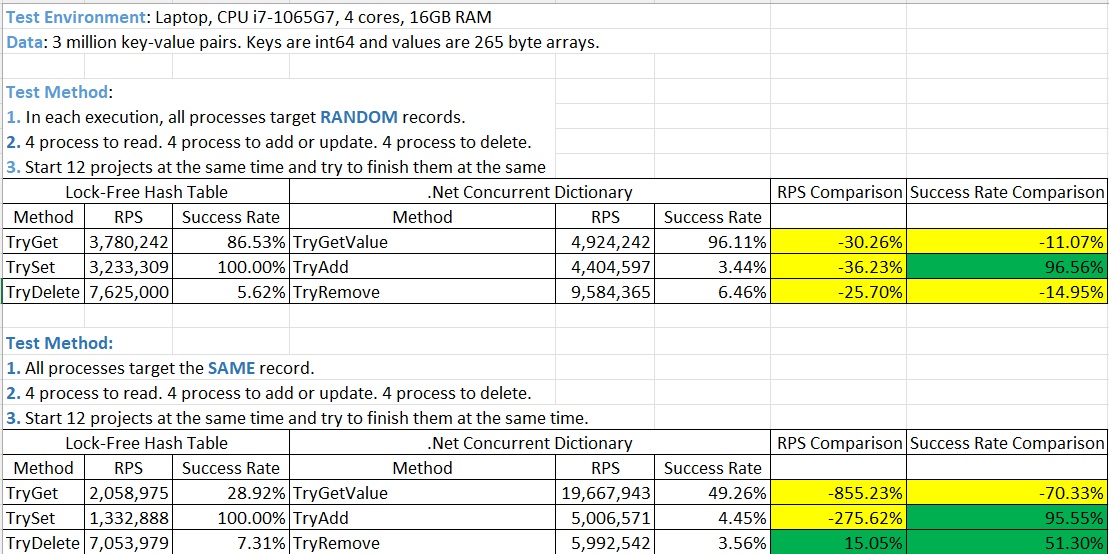 Test Environment: Laptop, CPU i7-1065G7, 4 cores, 16GB RAM
Data: 3 million key-value pairs. Keys are int64 and values are 265 byte arrays.
Test Method:
1. In each execution, all processes target RANDOM records.
2. 4 process to read. 4 process to add or update. 4 process to delete.
3. Start 12 projects at the same time and try to finish them at the same
Lock-Free Hash Table .Net Concurrent Dictionary RPS Comparison Success Rate Comparison
Method RPS Success Rate Method RPS Success Rate
TryGet 3,780,242 86.53% TryGetValue 4,924,242 96.11% -30.26% -11.07%
TrySet 3,233,309 100.00% TryAdd 4,404,597 3.44% -36.23% 96.56%
TryDelete 7,625,000 5.62% TryRemove 9,584,365 6.46% -25.70% -14.95%
Test Method:
1. All processes target the SAME record.
2. 4 process to read. 4 process to add or update. 4 process to delete.
3. Start 12 projects at the same time and try to finish them at the same time.
Lock-Free Hash Table .Net Concurrent Dictionary RPS Comparison Success Rate Comparison
Method RPS Success Rate Method RPS Success Rate
TryGet 2,058,975 28.92% TryGetValue 19,667,943 49.26% -855.23% -70.33%
TrySet 1,332,888 100.00% TryAdd 5,006,571 4.45% -275.62% 95.55%
TryDelete 7,053,979 7.31% TryRemove 5,992,542 3.56% 15.05% 51.30%